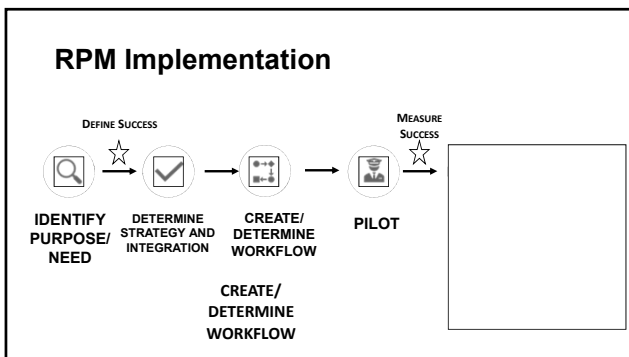 RPM Implementation
DEFINE SUCCESS
MEASURE
SUCCESS
IDENTIFY
PURPOSE/
NEED
DETERMINE
STRATEGY AND
INTEGRATION
CREATE/
DETERMINE
WORKFLOW
PILOT
CREATE/
DETERMINE
WORKFLOW